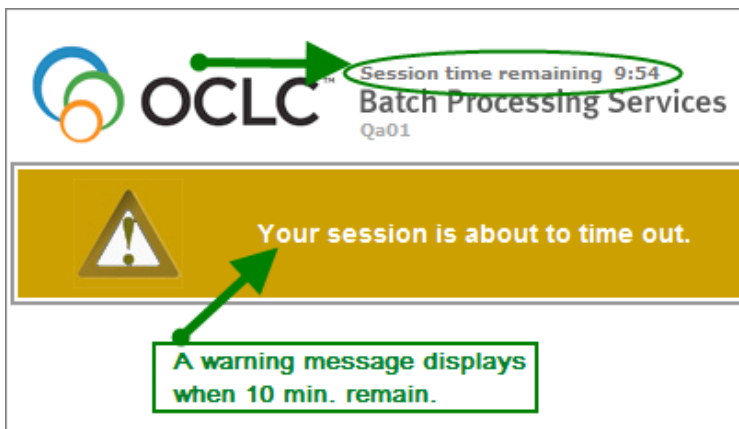 Session time remaining 9:54
OCLC™
Batch Processing Services
Qa01
!
Your session is about to time out.
A warning message displays
when 10 min. remain.